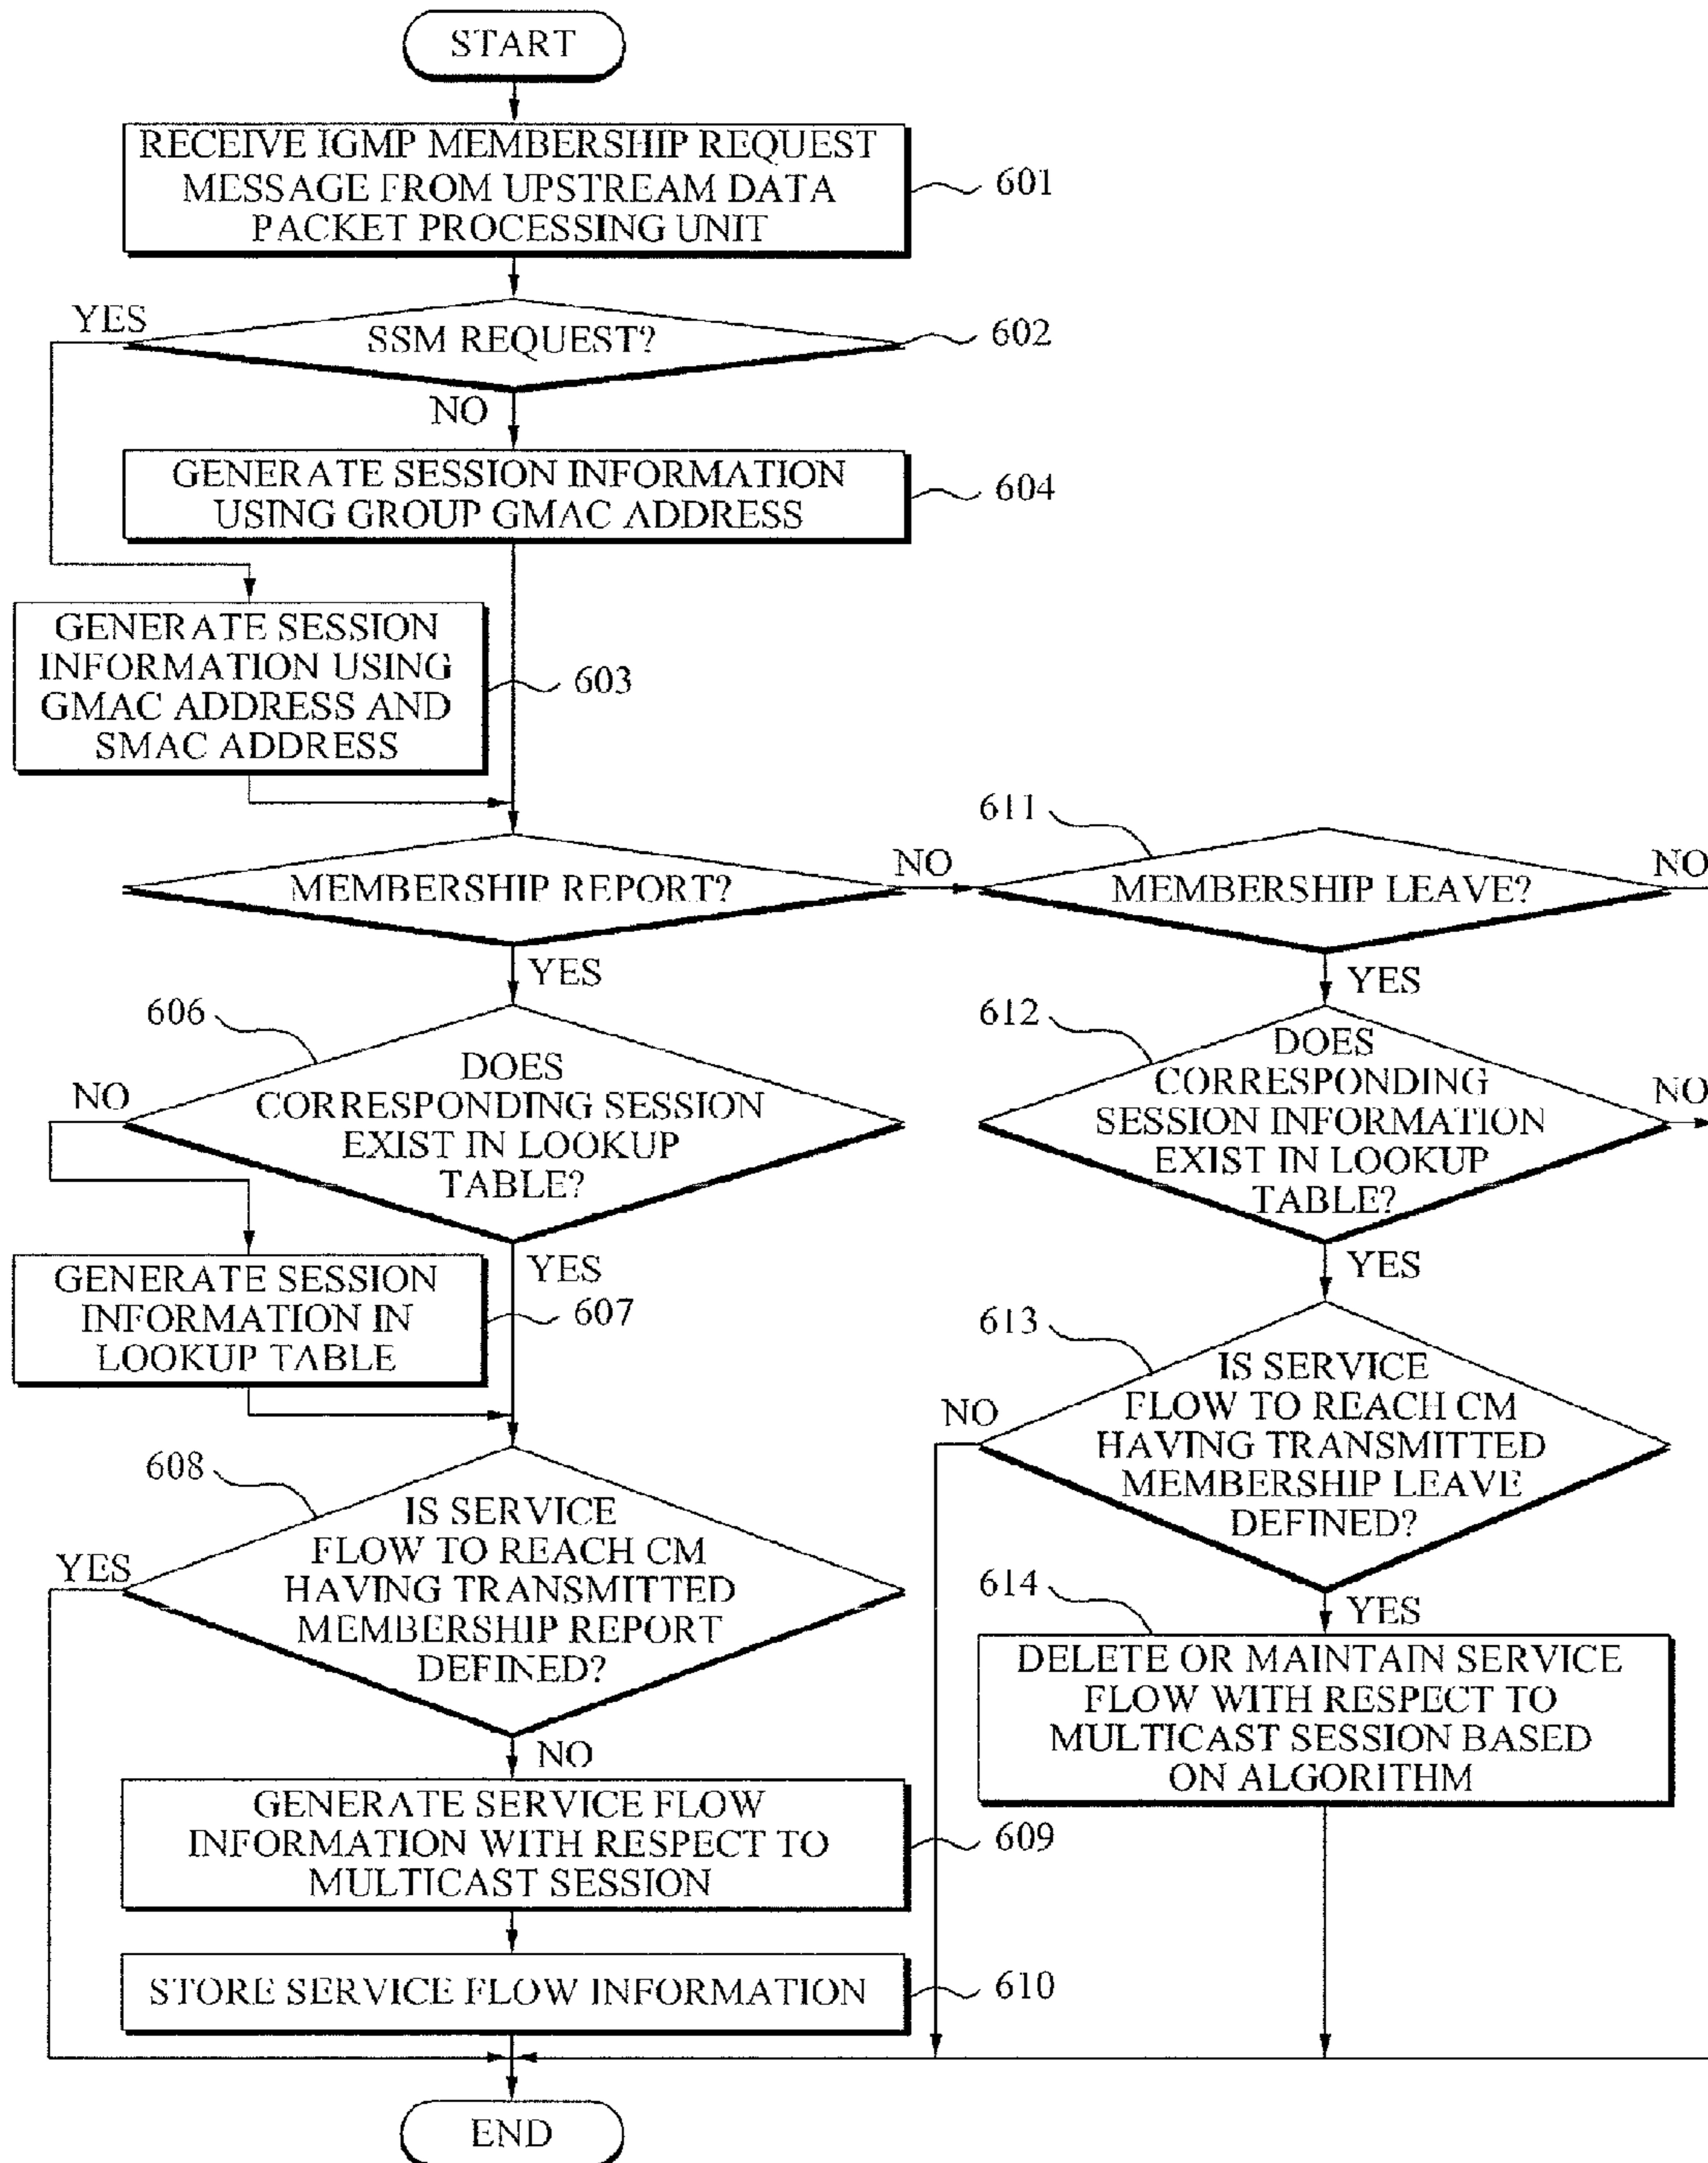 START
RECEIVE IGMP MEMBERSHIP REQUEST
MESSAGE FROM UPSTREAM DATA
PACKET PROCESSING UNIT
601
SSM REQUEST?
602
YES
NO
GENERATE SESSION INFORMATION
USING GROUP GMAC ADDRESS
604
GENERATE SESSION
INFORMATION USING
GMAC ADDRESS AND
SMAC ADDRESS
603
MEMBERSHIP REPORT?
NO
YES
611
MEMBERSHIP LEAVE?
NO
YES
606
DOES
CORRESPONDING SESSION
EXIST IN LOOKUP
TABLE?
NO
YES
612
DOES
CORRESPONDING
SESSION INFORMATION
EXIST IN LOOKUP
TABLE?
NO
YES
GENERATE SESSION
INFORMATION IN
LOOKUP TABLE
607
613
IS SERVICE
FLOW TO REACH CM
HAVING TRANSMITTED
MEMBERSHIP LEAVE
DEFINED?
NO
YES
608
IS SERVICE
FLOW TO REACH CM
HAVING TRANSMITTED
MEMBERSHIP REPORT
DEFINED?
YES
NO
614
DELETE OR MAINTAIN SERVICE
FLOW WITH RESPECT TO
MULTICAST SESSION BASED
ON ALGORITHM
GENERATE SERVICE FLOW
INFORMATION WITH RESPECT TO
MULTICAST SESSION
609
STORE SERVICE FLOW INFORMATION
610
END